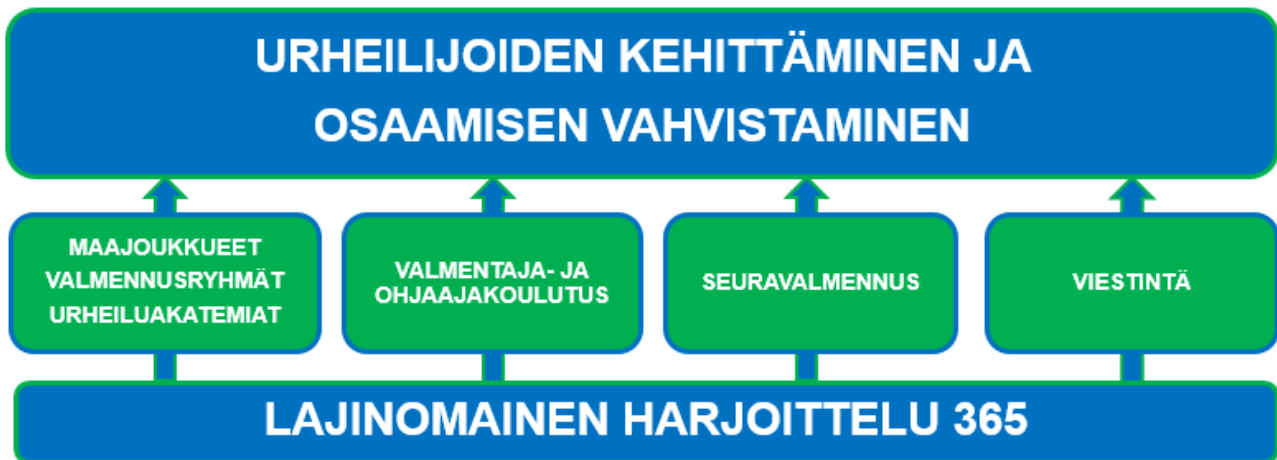 URHEILIJOIDEN KEHITTÄMINEN JA
OSAAMISEN VAHVISTAMINEN
MAAJOUKKUEET
VALMENNUSRYHMÄT
URHEILUAKATEMIAT
VALMENTAJA- JA
OHJAAJAKOULUTUS
SEURAVALMENNUS
VIESTINTÄ
LAJINOMAINEN HARJOITTELU 365